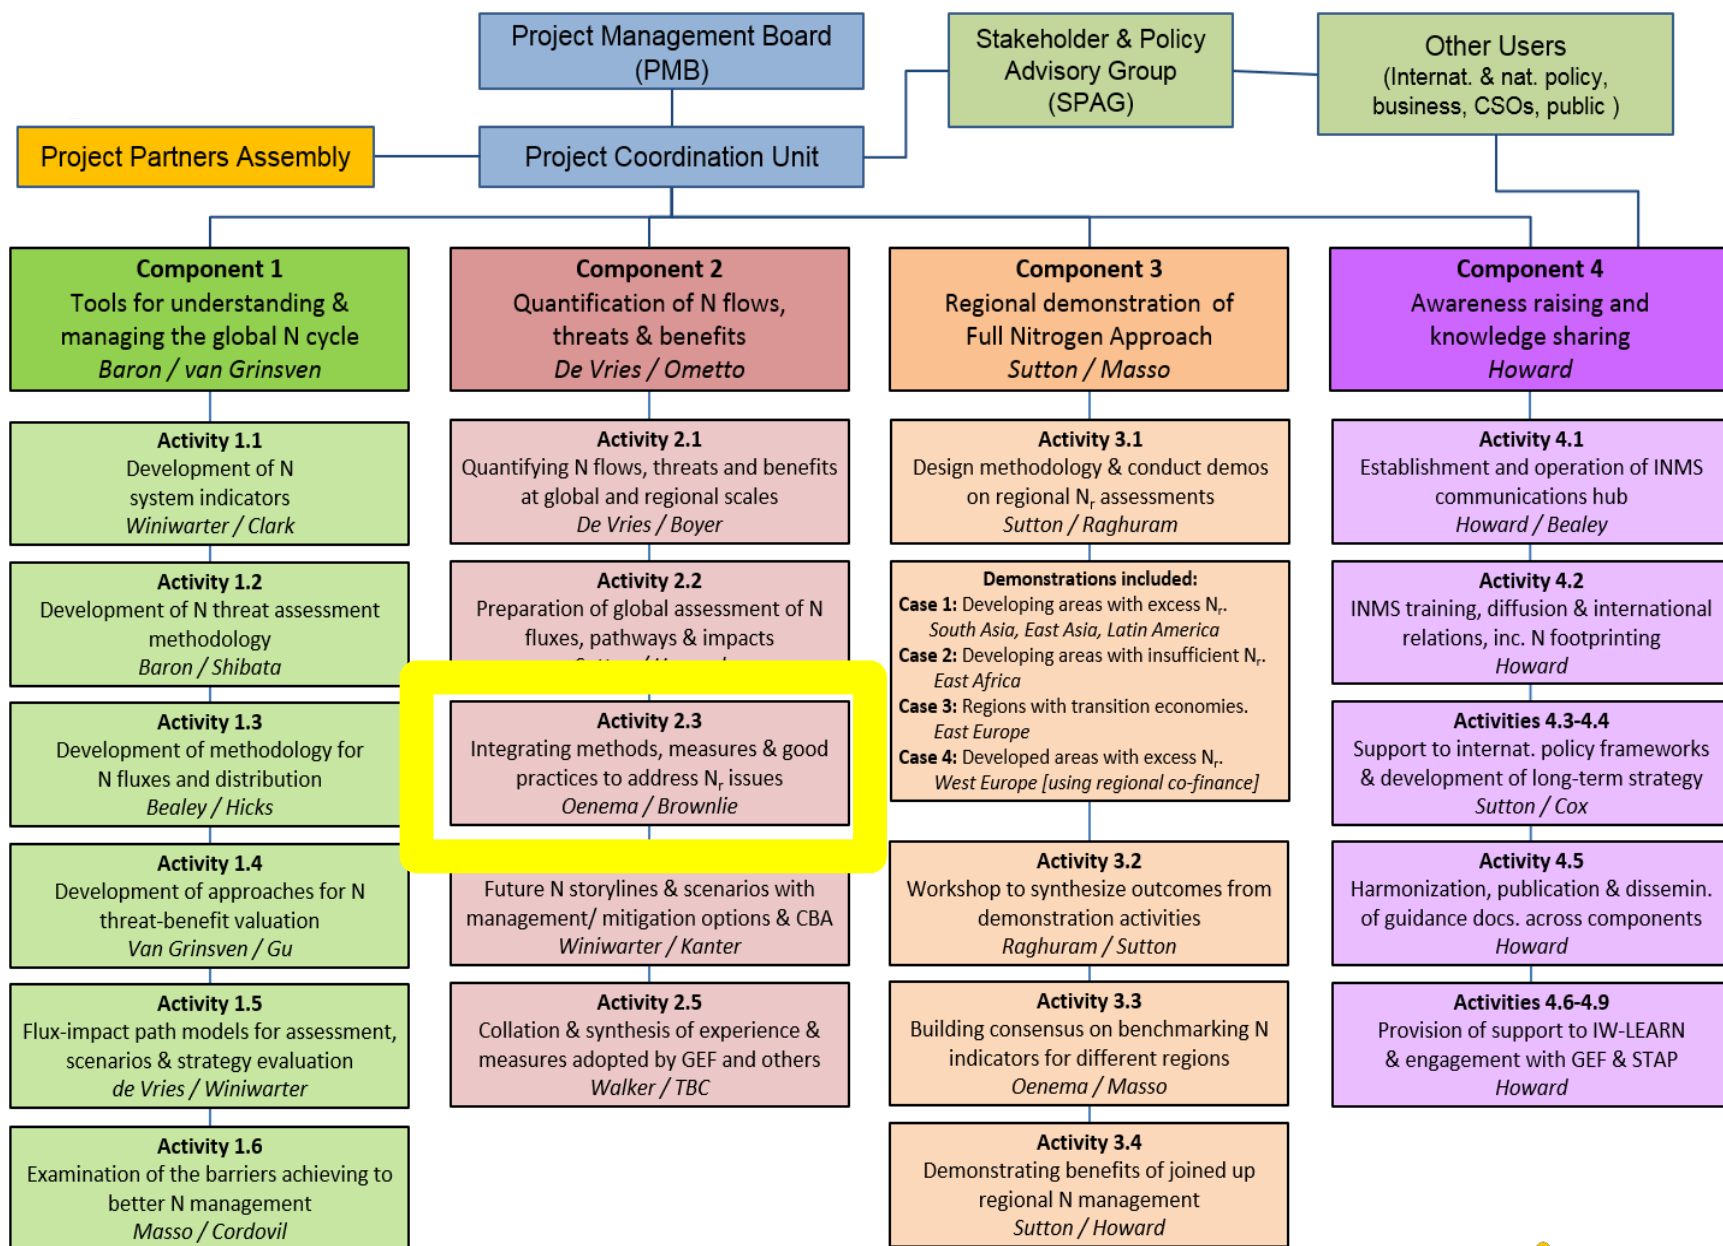 Project Management Board
(PMB)
Stakeholder & Policy
Advisory Group
(SPAG)
Other Users
(Internat. & nat. policy,
business, CSOs, public )
Project Partners Assembly
Project Coordination Unit
Component 1
Tools for understanding &
managing the global N cycle
Baron / van Grinsven
Activity 1.1
Development of N
system indicators
Winiwarter / Clark
Activity 1.2
Development of N threat assessment
methodology
Baron / Shibata
Activity 1.3
Development of methodology for
N fluxes and distribution
Bealey / Hicks
Activity 1.4
Development of approaches for N
threat-benefit valuation
Van Grinsven / Gu
Activity 1.5
Flux-impact path models for assessment,
scenarios & strategy evaluation
de Vries / Winiwarter
Activity 1.6
Examination of the barriers achieving to
better N management
Masso / Cordovil
Component 2
Quantification of N flows,
threats & benefits
De Vries / Ometto
Activity 2.1
Quantifying N flows, threats and benefits
at global and regional scales
De Vries / Boyer
Activity 2.2
Preparation of global assessment of N
fluxes, pathways & impacts
Activity 2.3
Integrating methods, measures & good
practices to address Nr issues
Oenema / Brownlie
Future N storylines & scenarios with
management/ mitigation options & CBA
Winiwarter / Kanter
Activity 2.5
Collation & synthesis of experience &
measures adopted by GEF and others
Walker / TBC
Component 3
Regional demonstration of
Full Nitrogen Approach
Sutton / Masso
Activity 3.1
Design methodology & conduct demos
on regional Nr assessments
Sutton / Raghuram
Demonstrations included:
Case 1: Developing areas with excess Nr.
South Asia, East Asia, Latin America
Case 2: Developing areas with insufficient Nr.
East Africa
Case 3: Regions with transition economies.
East Europe
Case 4: Developed areas with excess Nr.
West Europe [using regional co-finance]
Activity 3.2
Workshop to synthesize outcomes from
demonstration activities
Raghuram / Sutton
Activity 3.3
Building consensus on benchmarking N
indicators for different regions
Oenema / Masso
Activity 3.4
Demonstrating benefits of joined up
regional N management
Sutton / Howard
Component 4
Awareness raising and
knowledge sharing
Howard
Activity 4.1
Establishment and operation of INMS
communications hub
Howard / Bealey
Activity 4.2
INMS training, diffusion & international
relations, inc. N footprinting
Howard
Activities 4.3-4.4
Support to internat. policy frameworks
& development of long-term strategy
Sutton / Cox
Activity 4.5
Harmonization, publication & dissemin.
of guidance docs. across components
Howard
Activities 4.6-4.9
Provision of support to IW-LEARN
& engagement with GEF & STAP
Howard